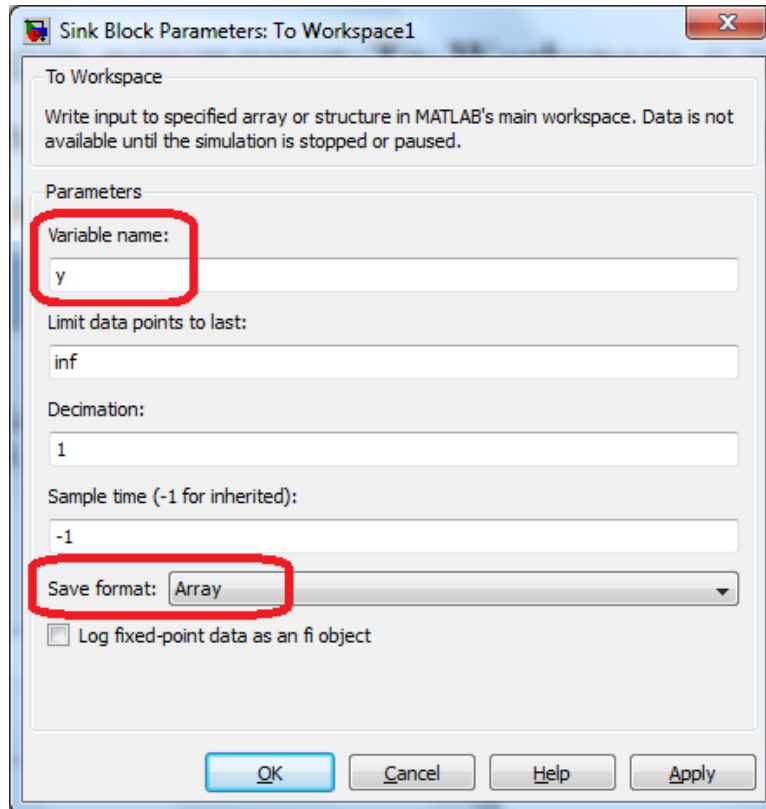 Sink Block Parameters: To Workspace1
To Workspace
Write input to specified array or structure in MATLAB's main workspace. Data is not
available until the simulation is stopped or paused.
Parameters
Variable name:
y
Limit data points to last:
inf
Decimation:
1
Sample time (-1 for inherited):
-1
Save format: Array
Log fixed-point data as an fi object
OK Cancel Help Apply